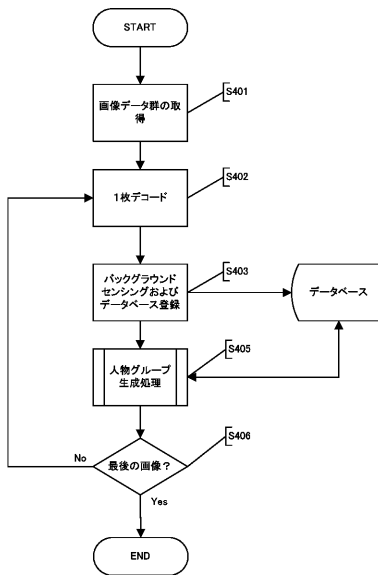 START
画像データ群の取
得
S401
1枚デコード
S402
バックグラウンド
センシングおよび
データベース登録
S403
データベース
人物グループ
生成処理
S405
最後の画像？
S406
No
Yes
END